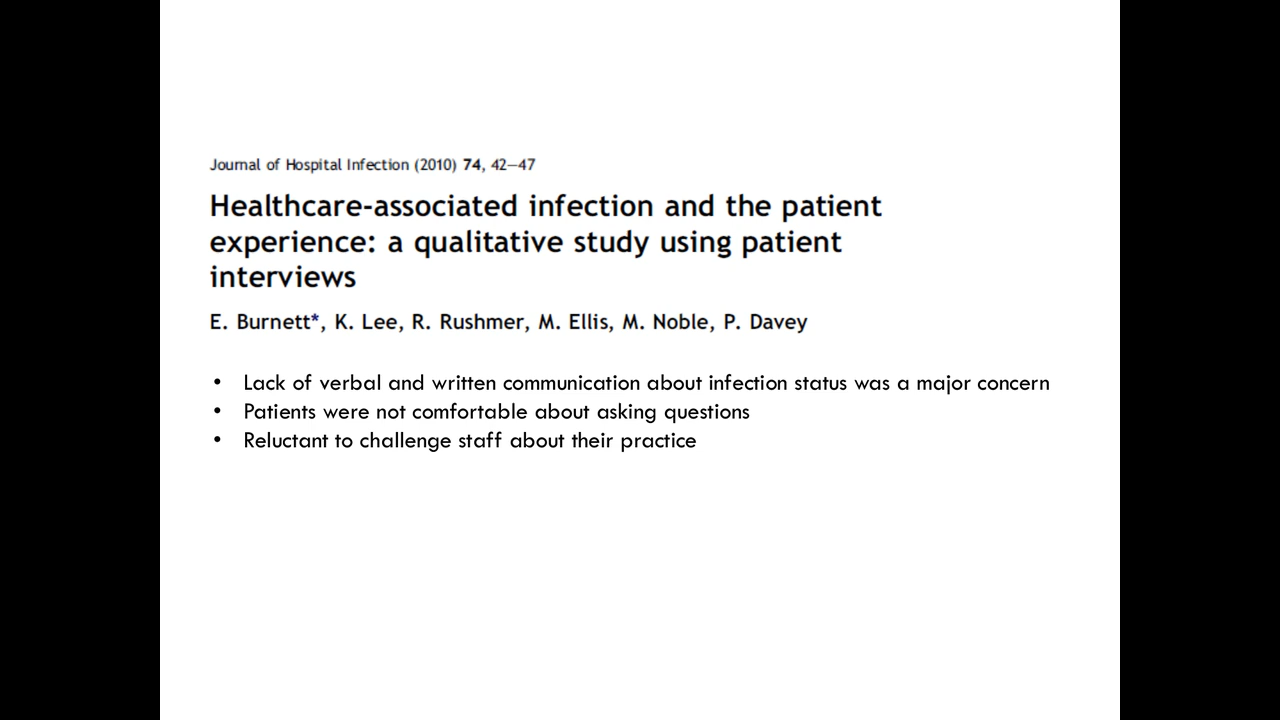 Journal of Hospital Infection (2010) 74, 42–47
Healthcare-associated infection and the patient
experience: a qualitative study using patient
interviews
E. Burnett*, K. Lee, R. Rushmer, M. Ellis, M. Noble, P. Davey
• Lack of verbal and written communication about infection status was a major concern
• Patients were not comfortable about asking questions
• Reluctant to challenge staff about their practice